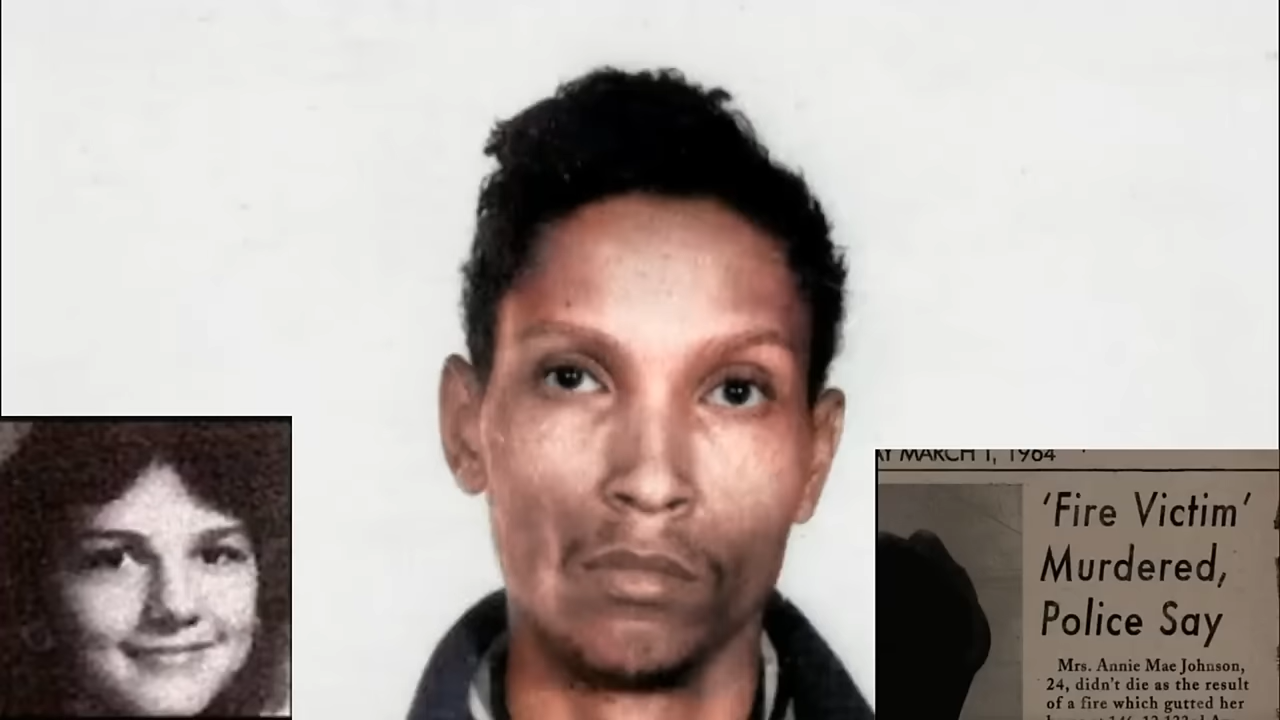 Y MARCH 1, 1964
'Fire Victim'
Murdered,
Police Say
Mrs. Annie Mae Johnson,
24, didn't die as the result
of a fire which gutted her